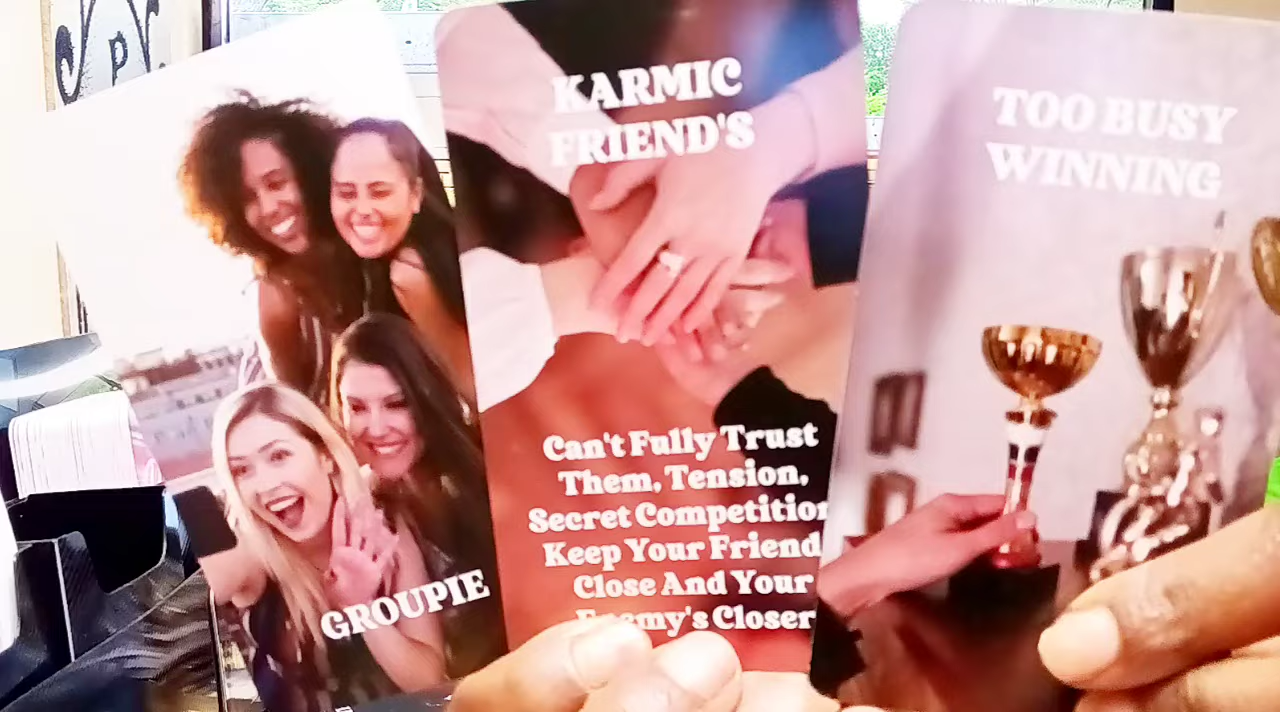 P
GROUPIE
KARMIC
FRIEND'S
Can't Fully Trust
Them, Tension,
Secret Competition
Keep Your Friend
Close And Your
Enemy's Closer
TOO BUSY
WINNING